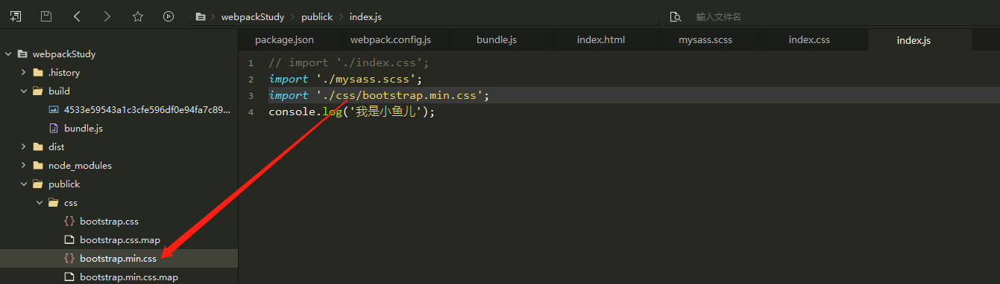 webpackStudy
publick
index.js
输入文件名
package.json
webpack.config.js
bundle.js
index.html
mysass.scss
index.css
index.js
webpackStudy
.history
build
4533e59543a1c3cfe596df0e94fa7c89...
bundle.js
dist
node_modules
publick
css
bootstrap.css
bootstrap.css.map
bootstrap.min.css
bootstrap.min.css.map
1 // import './index.css';
2 import './mysass.scss';
3 import './css/bootstrap.min.css';
4 console.log('我是小鱼儿');